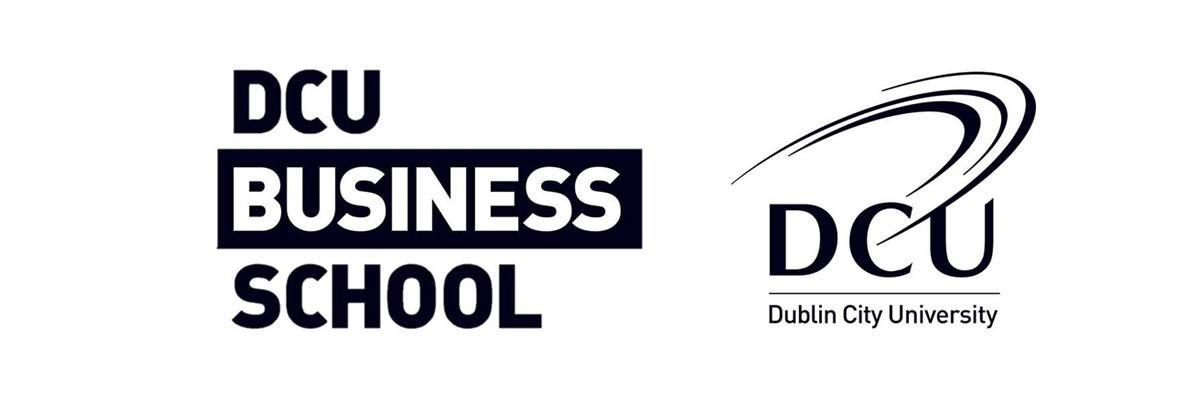 DCU
BUSINESS
SCHOOL
DCU
Dublin City University